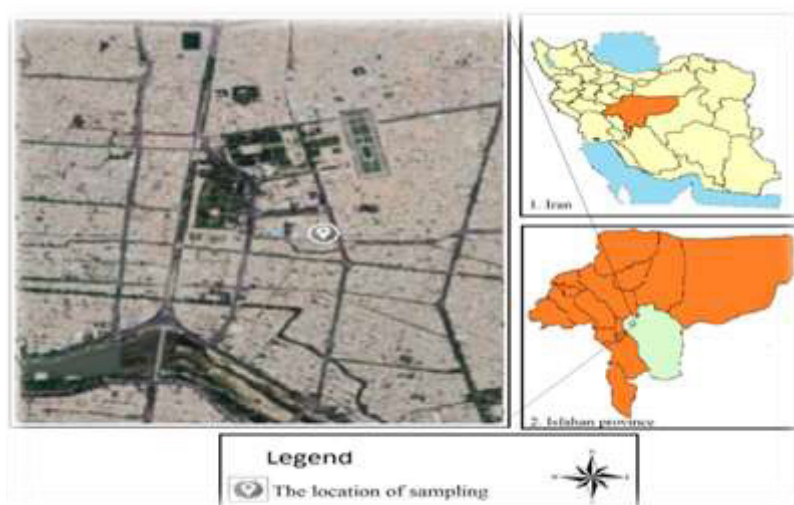 1. Iran
2. Isfahan province
Legend
The location of sampling